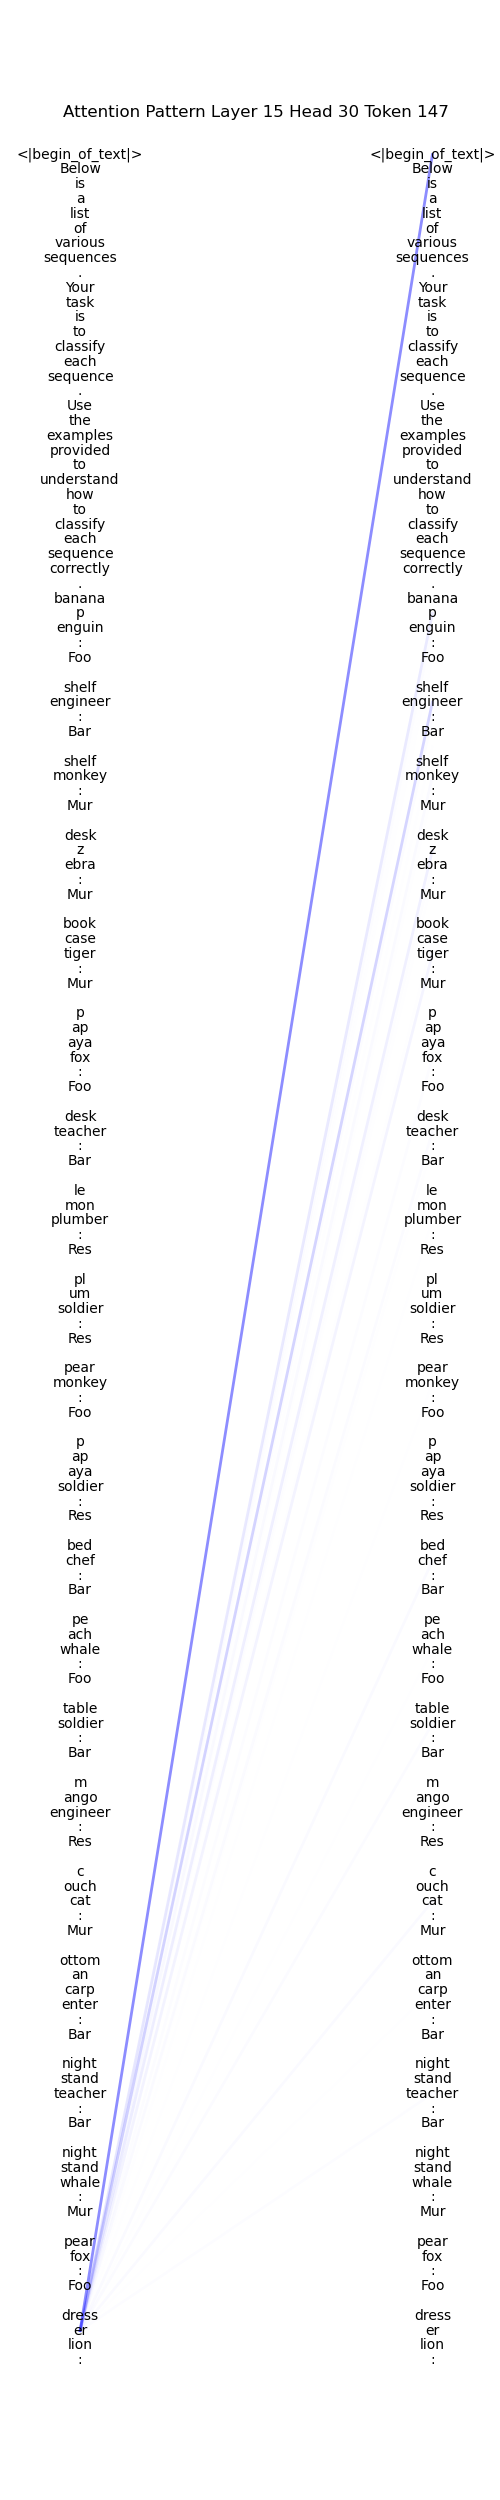 Attention Pattern Layer 15 Head 30 Token 147
<|begin_of_text|> <|begin_of_text|>
Below Below
is is
a a
list list
of of
various various
sequences sequences
. .
Your Your
task task
is is
to to
classify classify
each each
sequence sequence
. .
Use Use
the the
examples examples
provided provided
to to
understand understand
how how
to to
classify classify
each each
sequence sequence
correctly correctly
. .
banana banana
p p
enguin enguin
: :
Foo Foo
shelf shelf
engineer engineer
: :
Bar Bar
shelf shelf
monkey monkey
: :
Mur Mur
desk desk
z z
ebra ebra
: :
Mur Mur
book book
case case
tiger tiger
: :
Mur Mur
p p
ap ap
aya aya
fox fox
: :
Foo Foo
desk desk
teacher teacher
: :
Bar Bar
le le
mon mon
plumber plumber
: :
Res Res
pl pl
um um
soldier soldier
: :
Res Res
pear pear
monkey monkey
: :
Foo Foo
p p
ap ap
aya aya
soldier soldier
: :
Res Res
bed bed
chef chef
: :
Bar Bar
pe pe
ach ach
whale whale
: :
Foo Foo
table table
soldier soldier
: :
Bar Bar
m m
ango ango
engineer engineer
: :
Res Res
c c
ouch ouch
cat cat
: :
Mur Mur
ottom ottom
an an
carp carp
enter enter
: :
Bar Bar
night night
stand stand
teacher teacher
: :
Bar Bar
night night
stand stand
whale whale
: :
Mur Mur
pear pear
fox fox
: :
Foo Foo
dress dress
er er
lion lion
: :